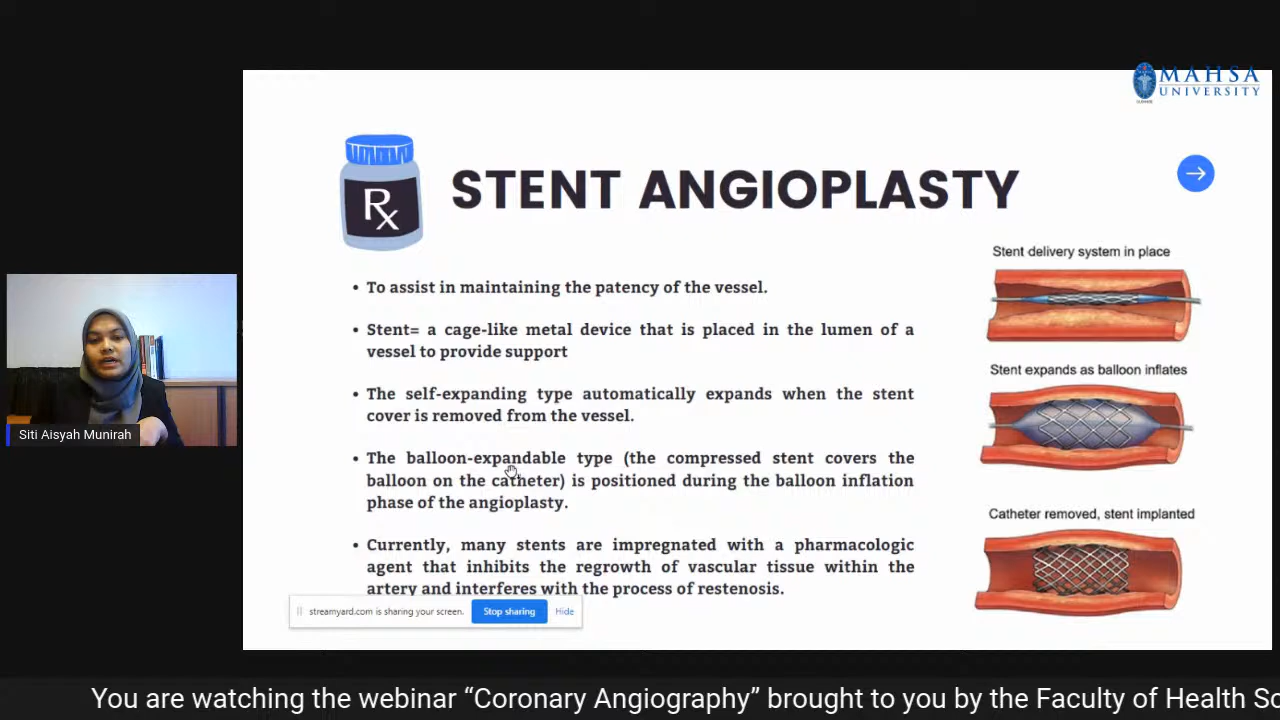 MAHSA
UNIVERSITY
Rx
STENT ANGIOPLASTY
• To assist in maintaining the patency of the vessel.
• Stent= a cage-like metal device that is placed in the lumen of a
vessel to provide support
• The self-expanding type automatically expands when the stent
cover is removed from the vessel.
• The balloon-expandable type (the compressed stent covers the
balloon on the catheter) is positioned during the balloon inflation
phase of the angioplasty.
• Currently, many stents are impregnated with a pharmacologic
agent that inhibits the regrowth of vascular tissue within the
artery and interferes with the process of restenosis.
Stent delivery system in place
Stent expands as balloon inflates
Catheter removed, stent implanted
Siti Aisyah Munirah
streamyard.com is sharing your screen.
Stop sharing
Hide
You are watching the webinar “Coronary Angiography” brought to you by the Faculty of Health Sc